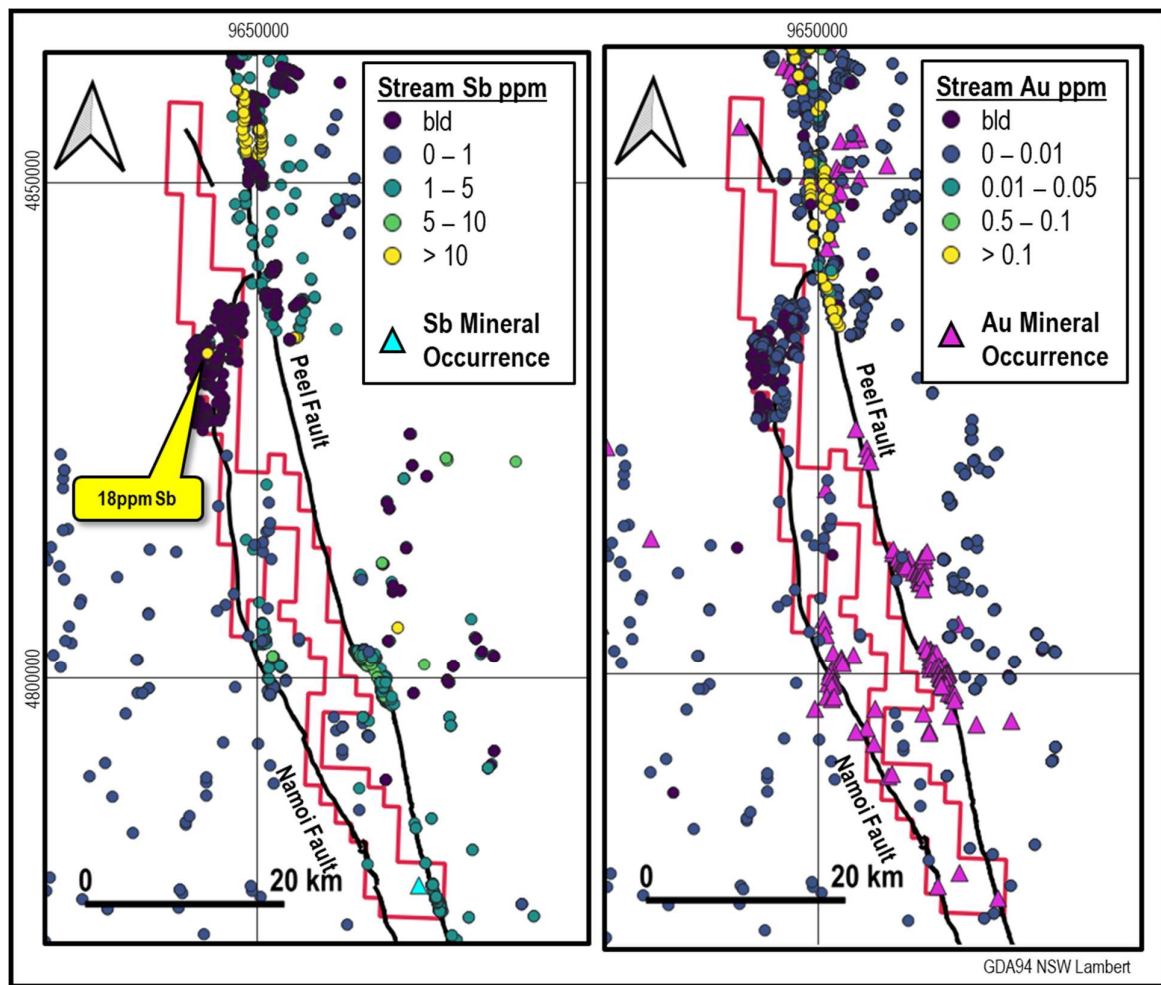 9650000
9650000
4850000
4800000
Stream Sb ppm
bld
0 – 1
1 – 5
5 – 10
> 10
Sb Mineral
Occurrence
Peel Fault
18ppm Sb
Namoi Fault
0
20 km
Stream Au ppm
bld
0 – 0.01
0.01 – 0.05
0.5 – 0.1
> 0.1
Au Mineral
Occurrence
Peel Fault
Namoi Fault
0
20 km
GDA94 NSW Lambert